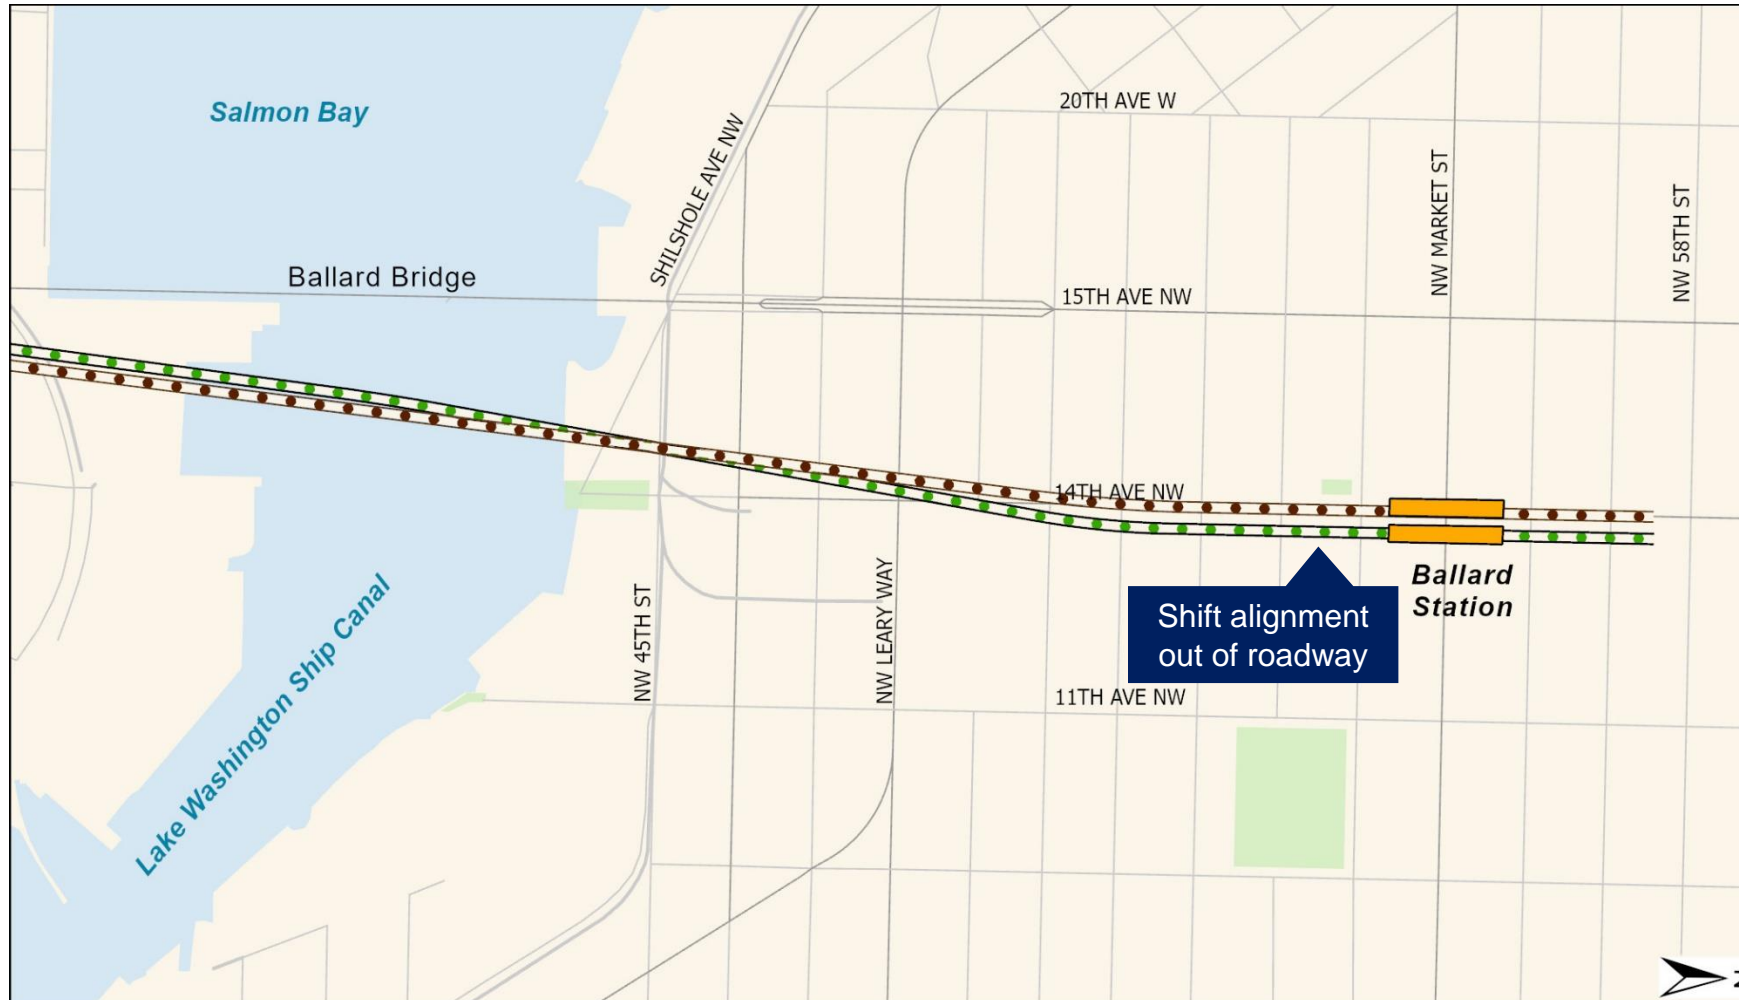 Salmon Bay
20TH AVE W
SHILSHOLE AVE NW
NW MARKET ST
NW 58TH ST
Ballard Bridge
15TH AVE NW
14TH AVE NW
Ballard
Station
Shift alignment
out of roadway
NW 45TH ST
NW LEARY WAY
11TH AVE NW
Lake Washington Ship Canal